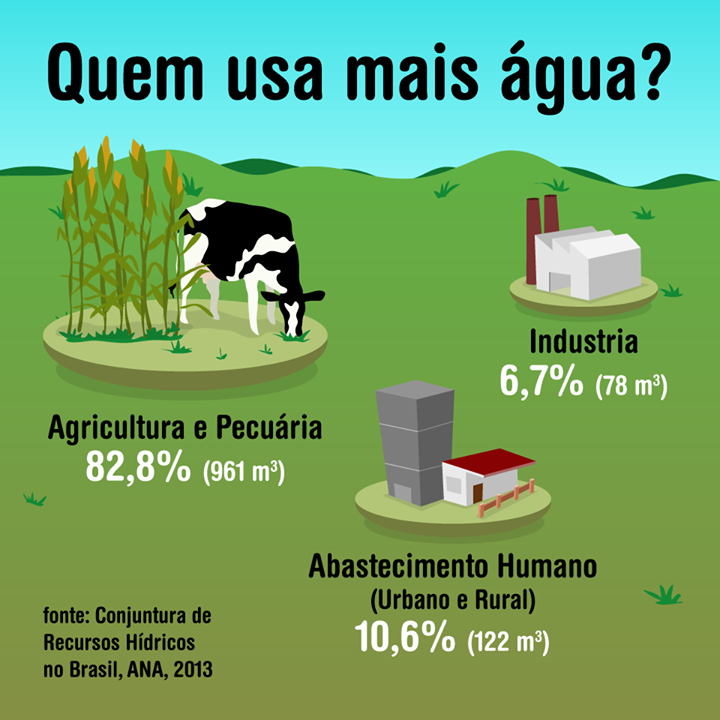 Quem usa mais água?
Industria
6,7% (78 m³)
Agricultura e Pecuária
82,8% (961 m³)
Abastecimento Humano
(Urbano e Rural)
10,6% (122 m³)
fonte: Conjuntura de
Recursos Hídricos
no Brasil, ANA, 2013